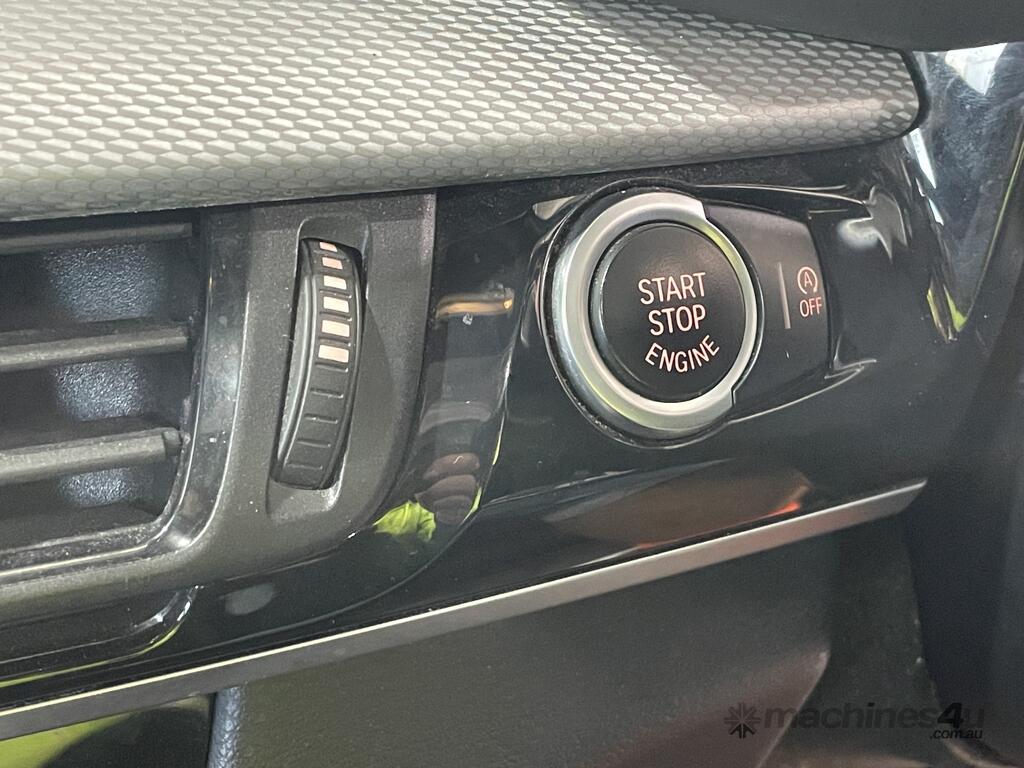 START
STOP
ENGINE
A
OFF
machines4u
.com.au